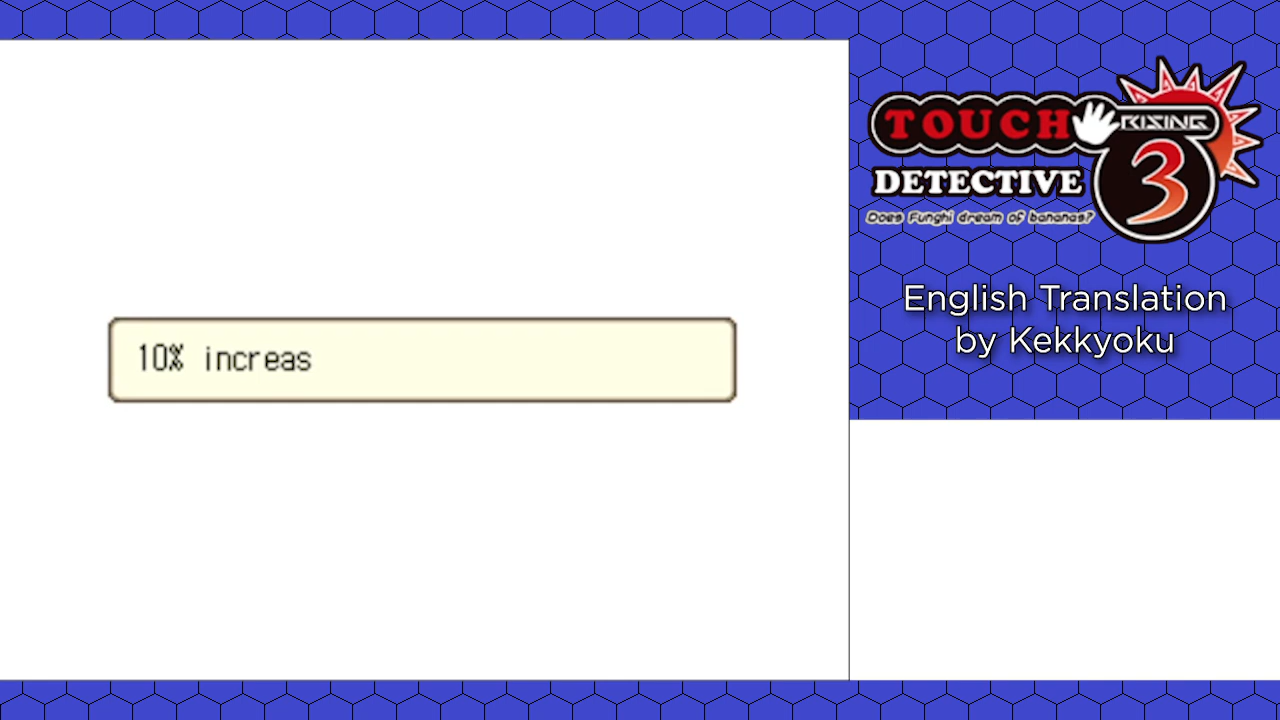 10% increas
TOUCH
RISING
DETECTIVE
3
Does Funghi dream of bananas?
English Translation
by Kekkyoku